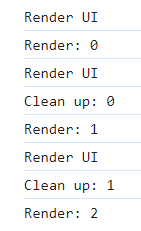 Render UI
Render: 0
Render UI
Clean up: 0
Render: 1
Render UI
Clean up: 1
Render: 2